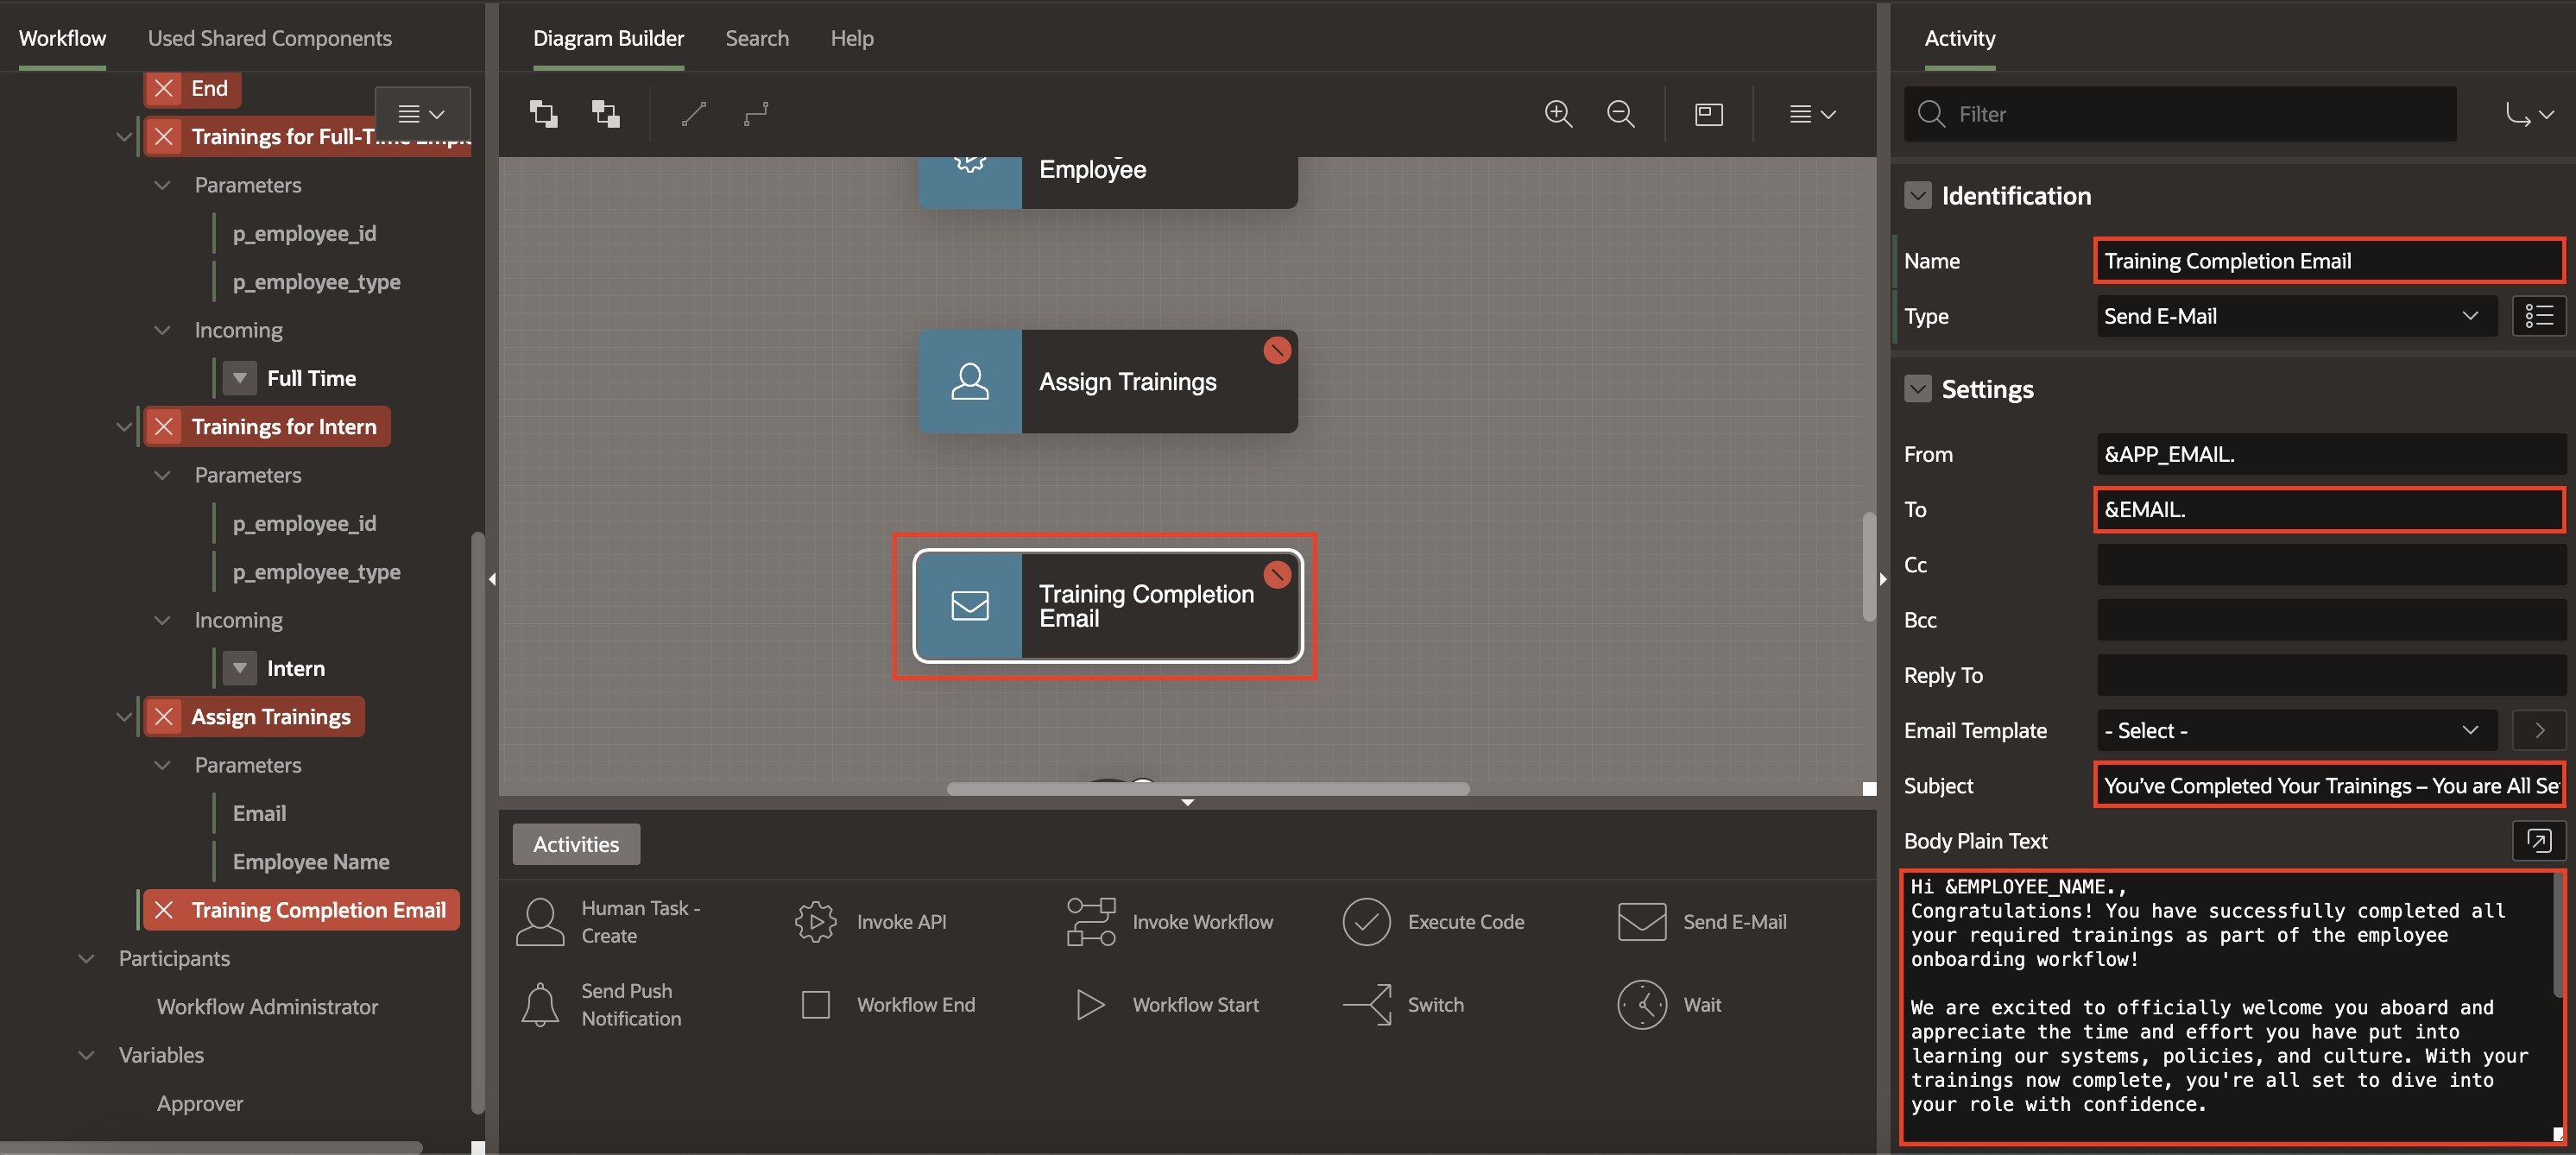 Workflow
Used Shared Components
End
Trainings for Full-Time Emplo
Parameters
p_employee_id
p_employee_type
Incoming
Full Time
Trainings for Intern
Parameters
p_employee_id
p_employee_type
Incoming
Intern
Assign Trainings
Parameters
Email
Employee Name
Training Completion Email
Participants
Workflow Administrator
Variables
Approver
Diagram Builder
Search
Help
Employee
Assign Trainings
Training Completion
Email
Activities
Human Task -
Create
Invoke API
Invoke Workflow
Execute Code
Send E-Mail
Send Push
Notification
Workflow End
Workflow Start
Switch
Wait
Activity
Filter
Identification
Name
Training Completion Email
Type
Send E-Mail
Settings
From
&APP_EMAIL.
To
&EMAIL.
Cc
Bcc
Reply To
Email Template
- Select -
Subject
You’ve Completed Your Trainings – You are All Se
Body Plain Text
Hi &EMPLOYEE_NAME.,
Congratulations! You have successfully completed all
your required trainings as part of the employee
onboarding workflow!
We are excited to officially welcome you aboard and
appreciate the time and effort you have put into
learning our systems, policies, and culture. With your
trainings now complete, you're all set to dive into
your role with confidence.